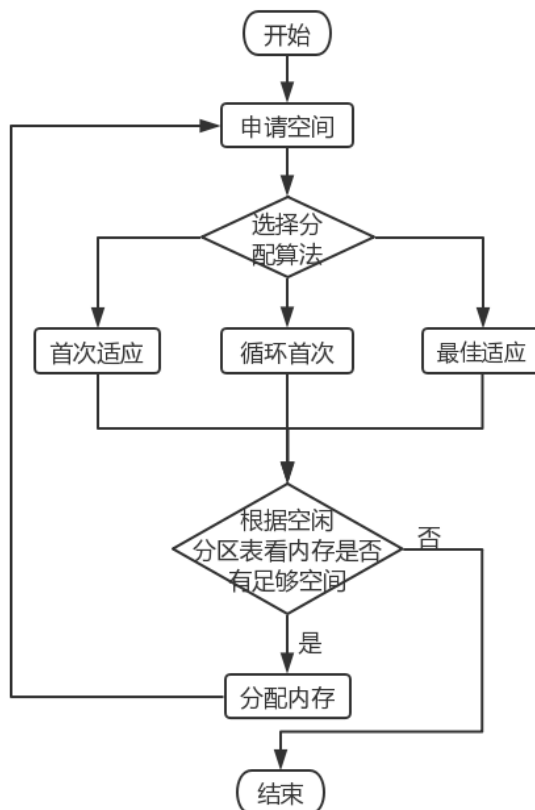 开始
申请空间
选择分
配算法
首次适应
循环首次
最佳适应
根据空闲
分区表看内存是否
有足够空间
否
是
分配内存
结束